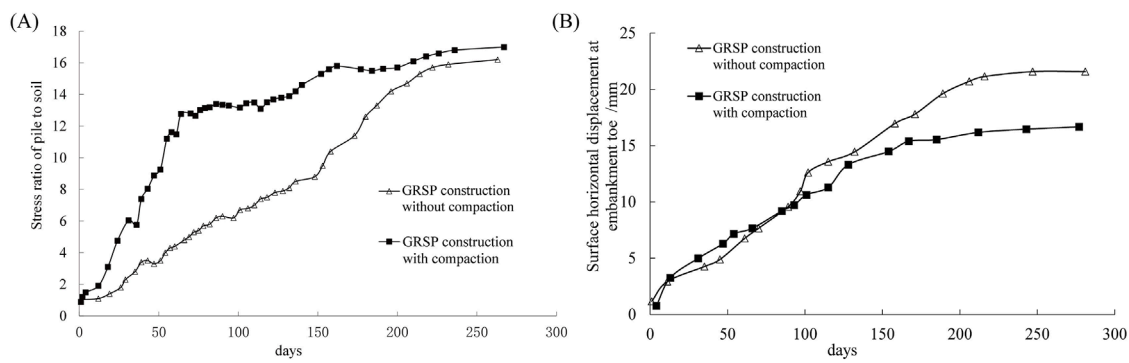 (A)
Stress ratio of pile to soil
18
16
14
12
10
8
6
4
2
0
0 50 100 150 200 250 300
days
GRSP construction
without compaction
GRSP construction
with compaction
(B)
Surface horizontal displacement at
embankment toe /mm
25
20
15
10
5
0
0 50 100 150 200 250 300
days
GRSP construction
without compaction
GRSP construction
with compaction